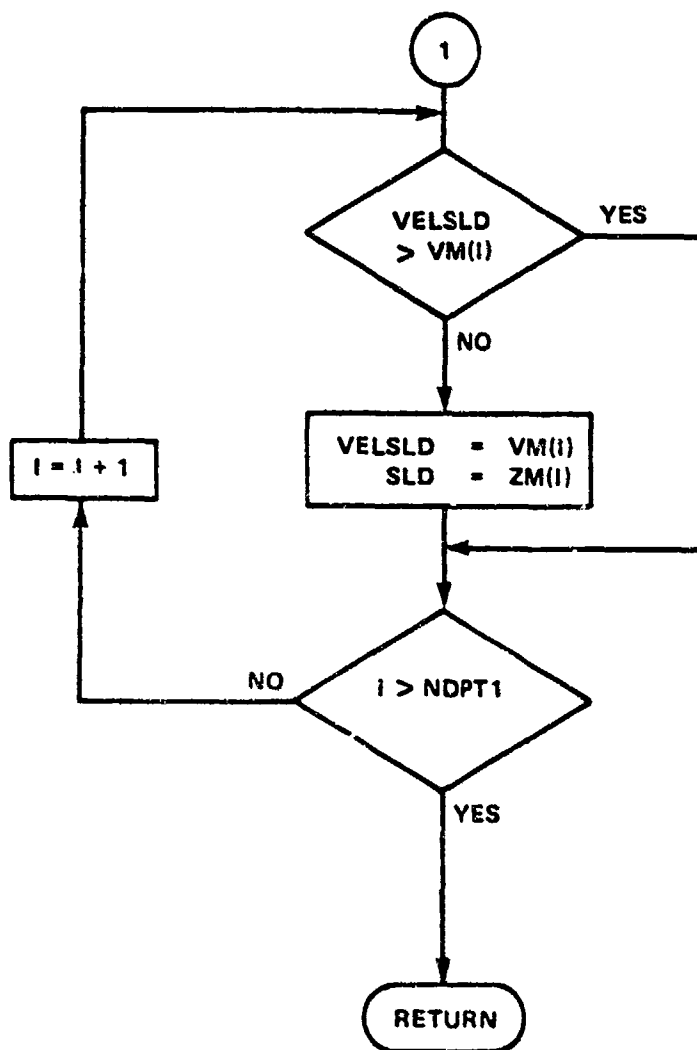 1
VELSLD
> VM(I)
YES
NO
VELSLD = VM(i)
SLD = ZM(I)
I = I + 1
NO
i > NDPT1
YES
RETURN